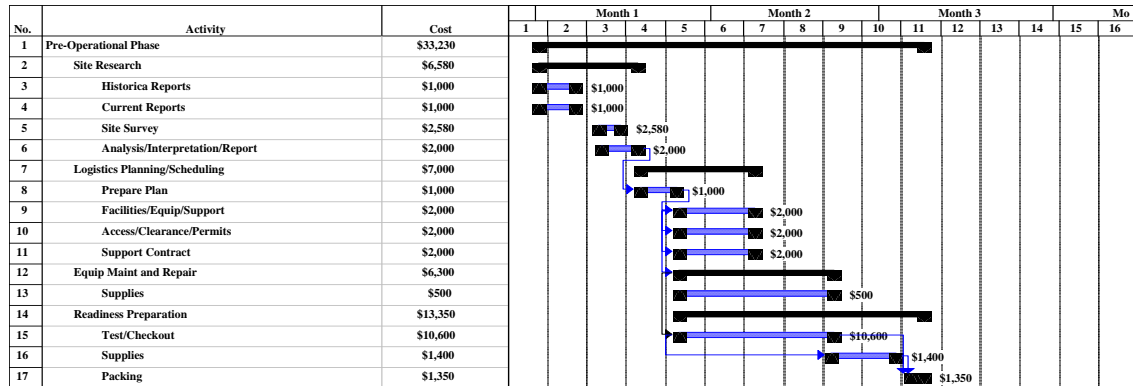 Month 1 Month 2 Month 3 Mo
No. Activity Cost 1 2 3 4 5 6 7 8 9 10 11 12 13 14 15 16
1 Pre-Operational Phase $33,230
2 Site Research $6,580
3 Historica Reports $1,000 $1,000
4 Current Reports $1,000 $1,000
5 Site Survey $2,580 $2,580
6 Analysis/Interpretation/Report $2,000 $2,000
7 Logistics Planning/Scheduling $7,000
8 Prepare Plan $1,000 $1,000
9 Facilities/Equip/Support $2,000 $2,000
10 Access/Clearance/Permits $2,000 $2,000
11 Support Contract $2,000 $2,000
12 Equip Maint and Repair $6,300
13 Supplies $500 $500
14 Readiness Preparation $13,350
15 Test/Checkout $10,600 $10,600
16 Supplies $1,400 $1,400
17 Packing $1,350 $1,350